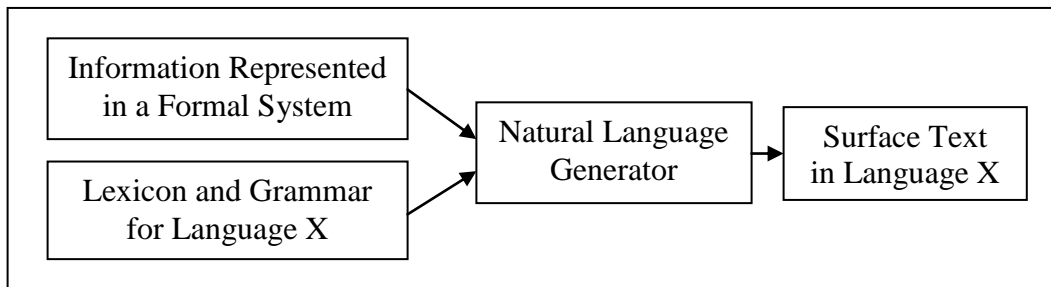 Information Represented
in a Formal System
Lexicon and Grammar
for Language X
Natural Language
Generator
Surface Text
in Language X